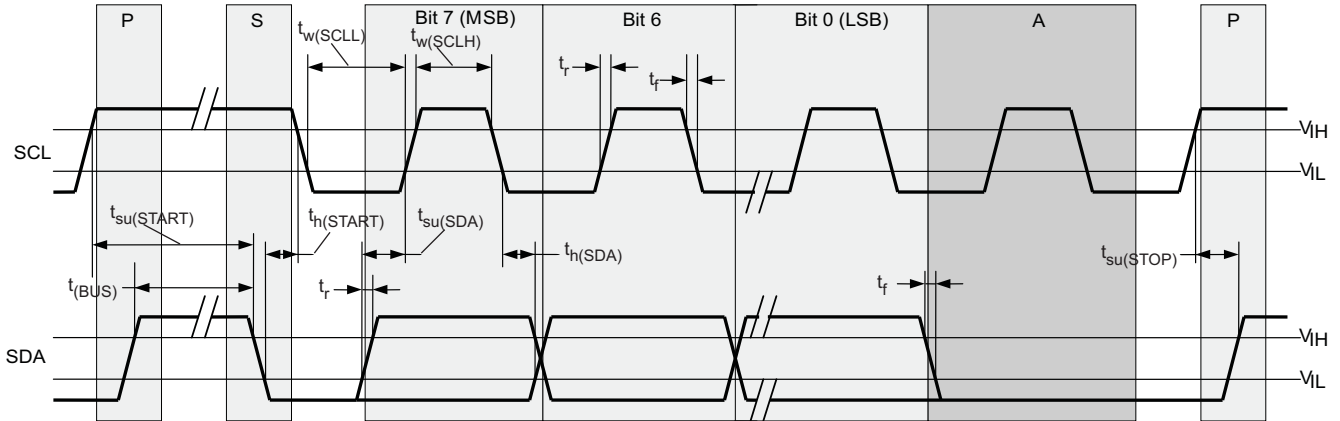 P S Bit 7 (MSB) Bit 6 Bit 0 (LSB) A P
tw(SCLL) tw(SCLH) tr tf
SCL VIH
VIL
tsu(START) th(START) tsu(SDA) th(SDA) tsu(STOP)
t(BUS) tr tf
SDA VIH
VIL